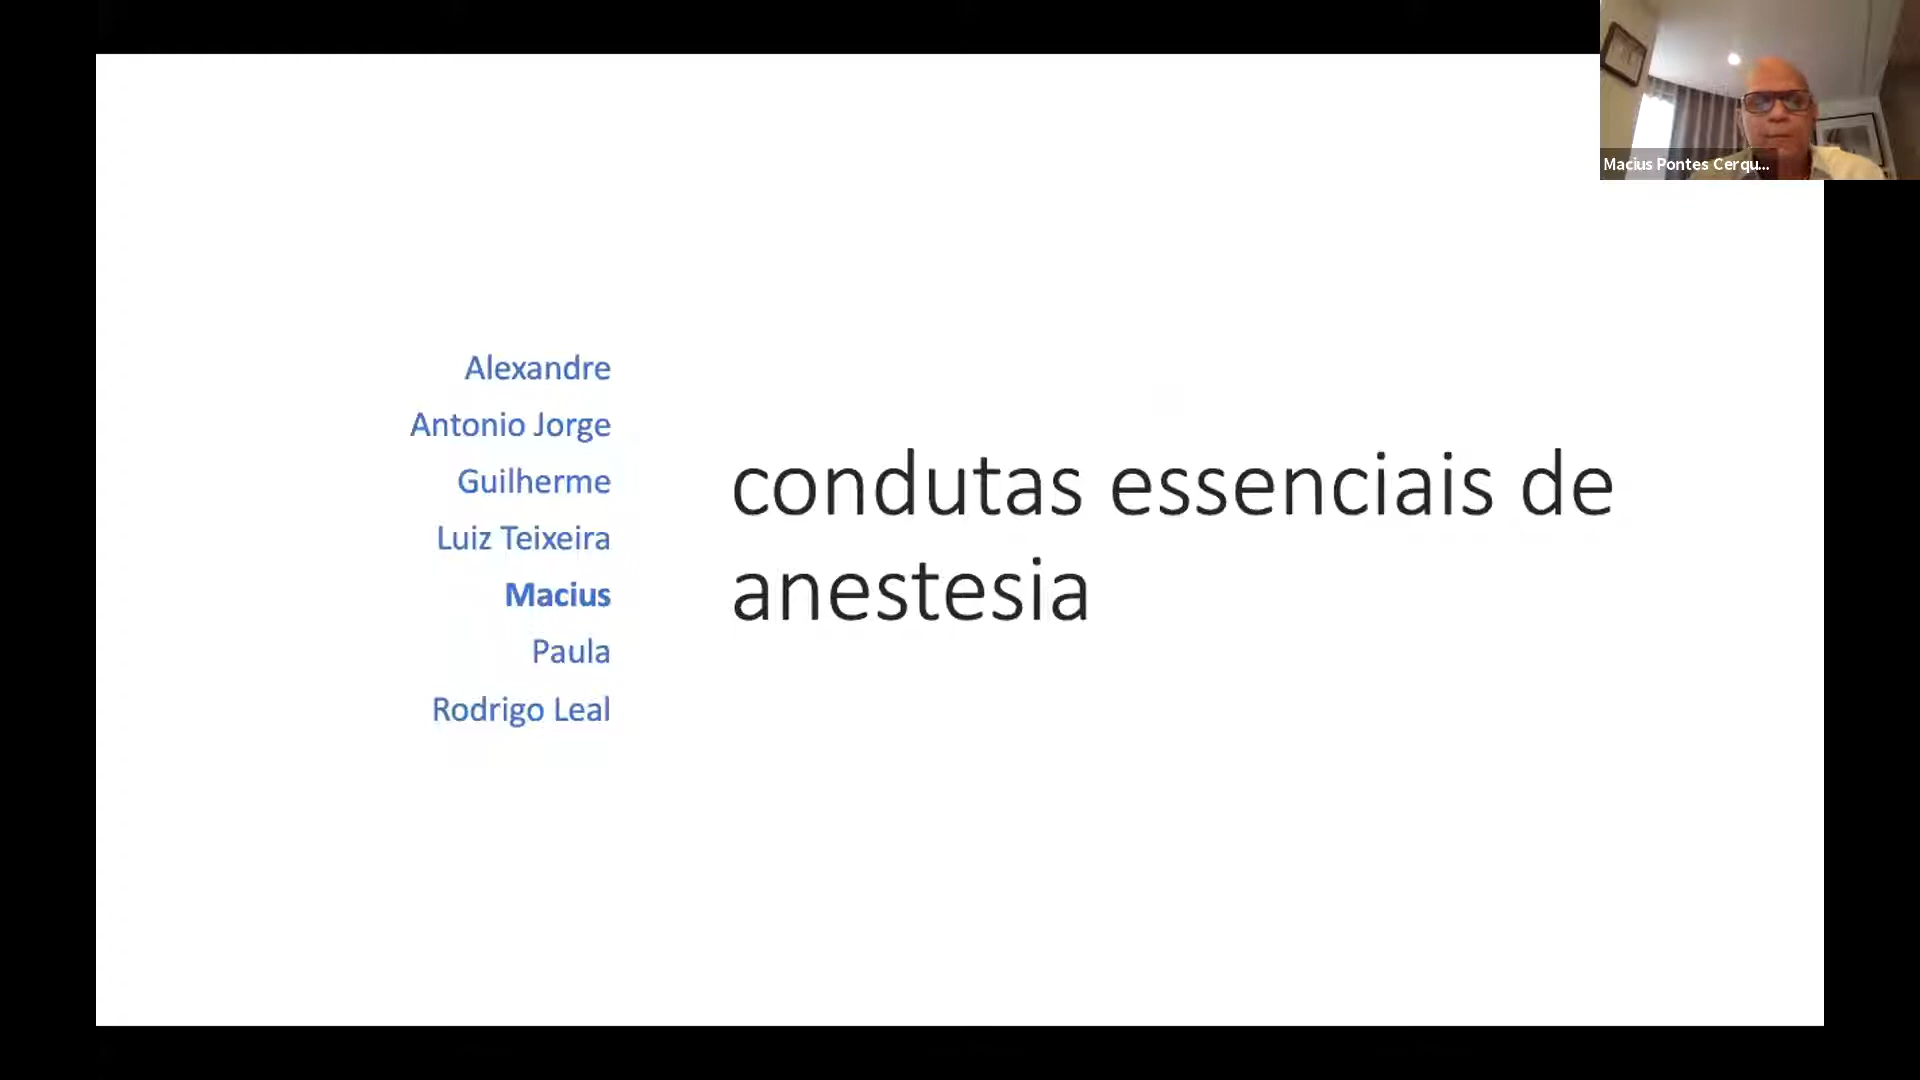 Macius Pontes Cerqu...
Alexandre
Antonio Jorge
Guilherme
Luiz Teixeira
Macius
Paula
Rodrigo Leal
condutas essenciais de
anestesia